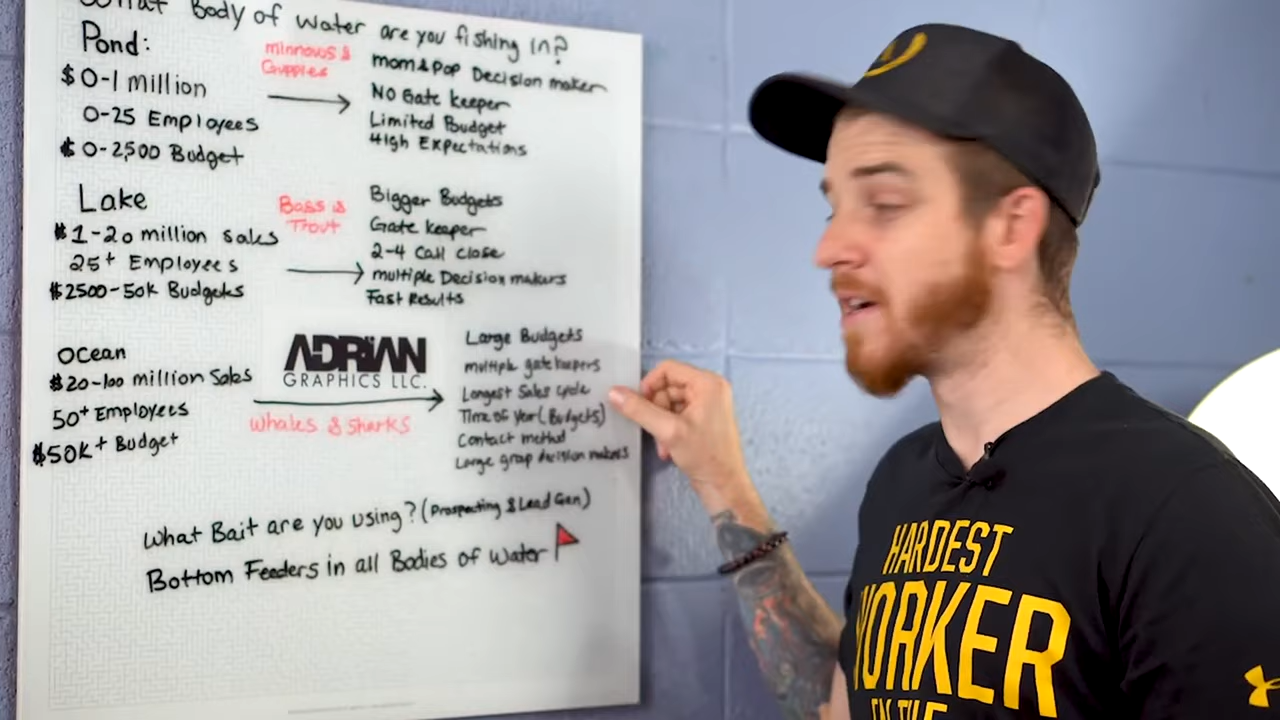 What Body of water are you fishing in?
Pond:
$0-1 million
0-25 Employees
$0-2,500 Budget
minnows &
Guppies
mom & Pop Decision maker
No Gate keeper
Limited Budget
High Expectations
Lake
$1-20 million sales
25+ Employees
$2500-50k Budgets
Bass &
Trout
Bigger Budgets
Gate keeper
2-4 Call close
multiple Decision makers
Fast Results
Ocean
$20-100 million Sales
50+ Employees
$50K+ Budget
ADRIAN
GRAPHICS LLC.
Whales & Sharks
Large Budgets
multiple gate keepers
Longest Sales cycle
Time of year (Budgets)
Contact method
Large group decision makers
What Bait are you using? (Prospecting & Lead Gen)
Bottom Feeders in all Bodies of water
HARDEST
WORKER
IN THE